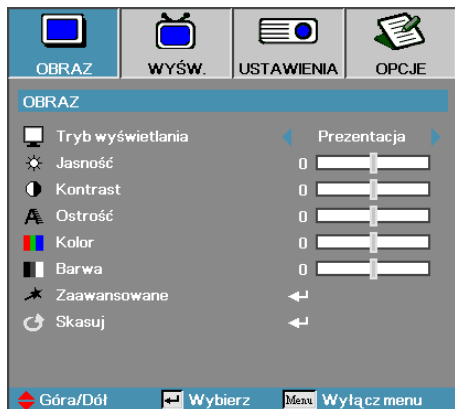 OBRAZ WYŚW. USTAWIENIA OPCJE
OBRAZ
Tryb wyświetlania Prezentacja
Jasność 0
Kontrast 0
Ostrość 0
Kolor 0
Barwa 0
Zaawansowane
Skasuj
Góra/Dół Wybierz Menu Wyłącz menu